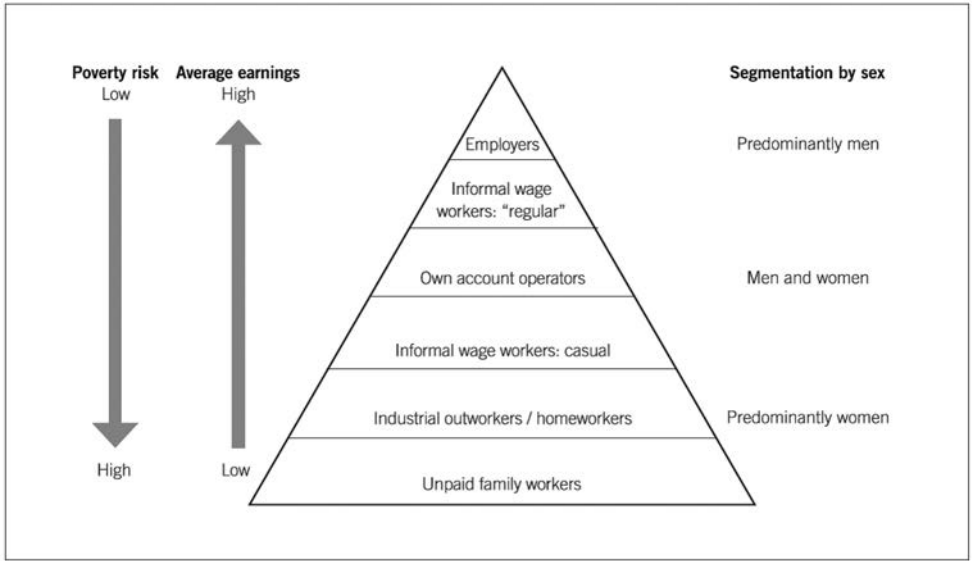 Poverty risk Average earnings Segmentation by sex
Low High
Employers Predominantly men
Informal wage
workers: “regular”
Own account operators Men and women
Informal wage workers: casual
Industrial outworkers / homeworkers Predominantly women
High Low
Unpaid family workers